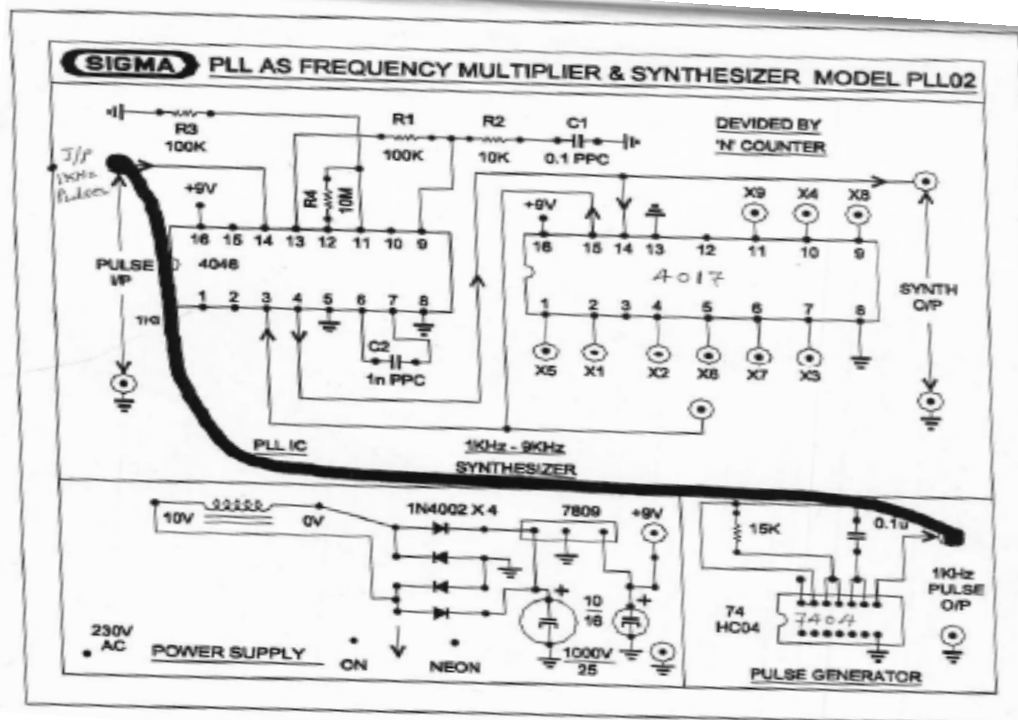 SIGMA PLL AS FREQUENCY MULTIPLIER & SYNTHESIZER MODEL PLL02
R3
100K
R1
100K
R2
10K
C1
0.1 PPC
DEVIDED BY
'N' COUNTER
I/P
1KHz
Pulses
+9V
R4
10M
+9V
X9 X4 X8
16 15 14 13 12 11 10 9
16 15 14 13 12 11 10 9
PULSE
I/P
4046
4017
SYNTH
O/P
1 2 3 4 5 6 7 8
1 2 3 4 5 6 7 8
C2
1n PPC
X5 X1 X2 X6 X7 X3
PLL IC
1KHz - 9KHz
SYNTHESIZER
10V 0V
1N4002 X 4
7809
+9V
15K
0.1u
1KHz
PULSE
O/P
10
16
1000V
25
74
HC04
7404
230V
AC
POWER SUPPLY
ON
NEON
PULSE GENERATOR